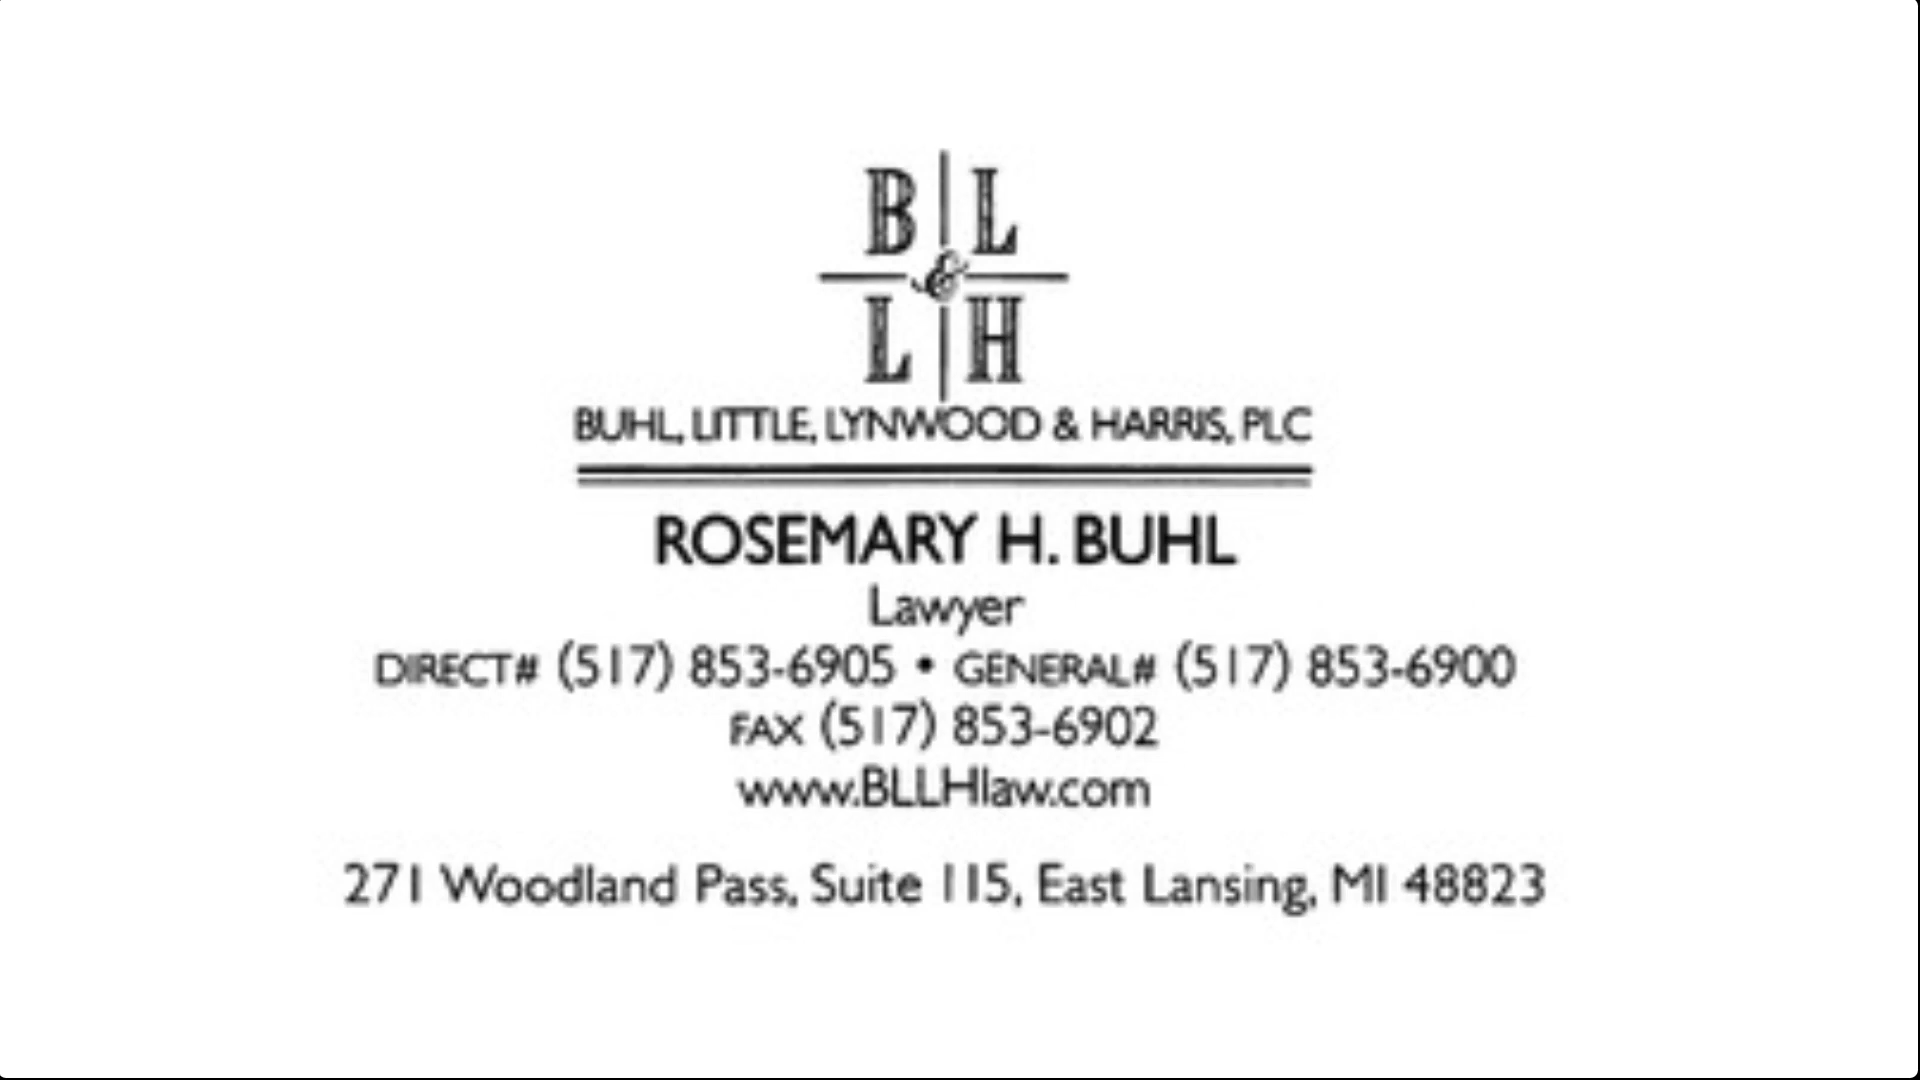 B L
&
L H
BUHL, LITTLE, LYNWOOD & HARRIS, PLC
ROSEMARY H. BUHL
Lawyer
DIRECT# (517) 853-6905 • GENERAL# (517) 853-6900
FAX (517) 853-6902
www.BLLHlaw.com
271 Woodland Pass, Suite 115, East Lansing, MI 48823